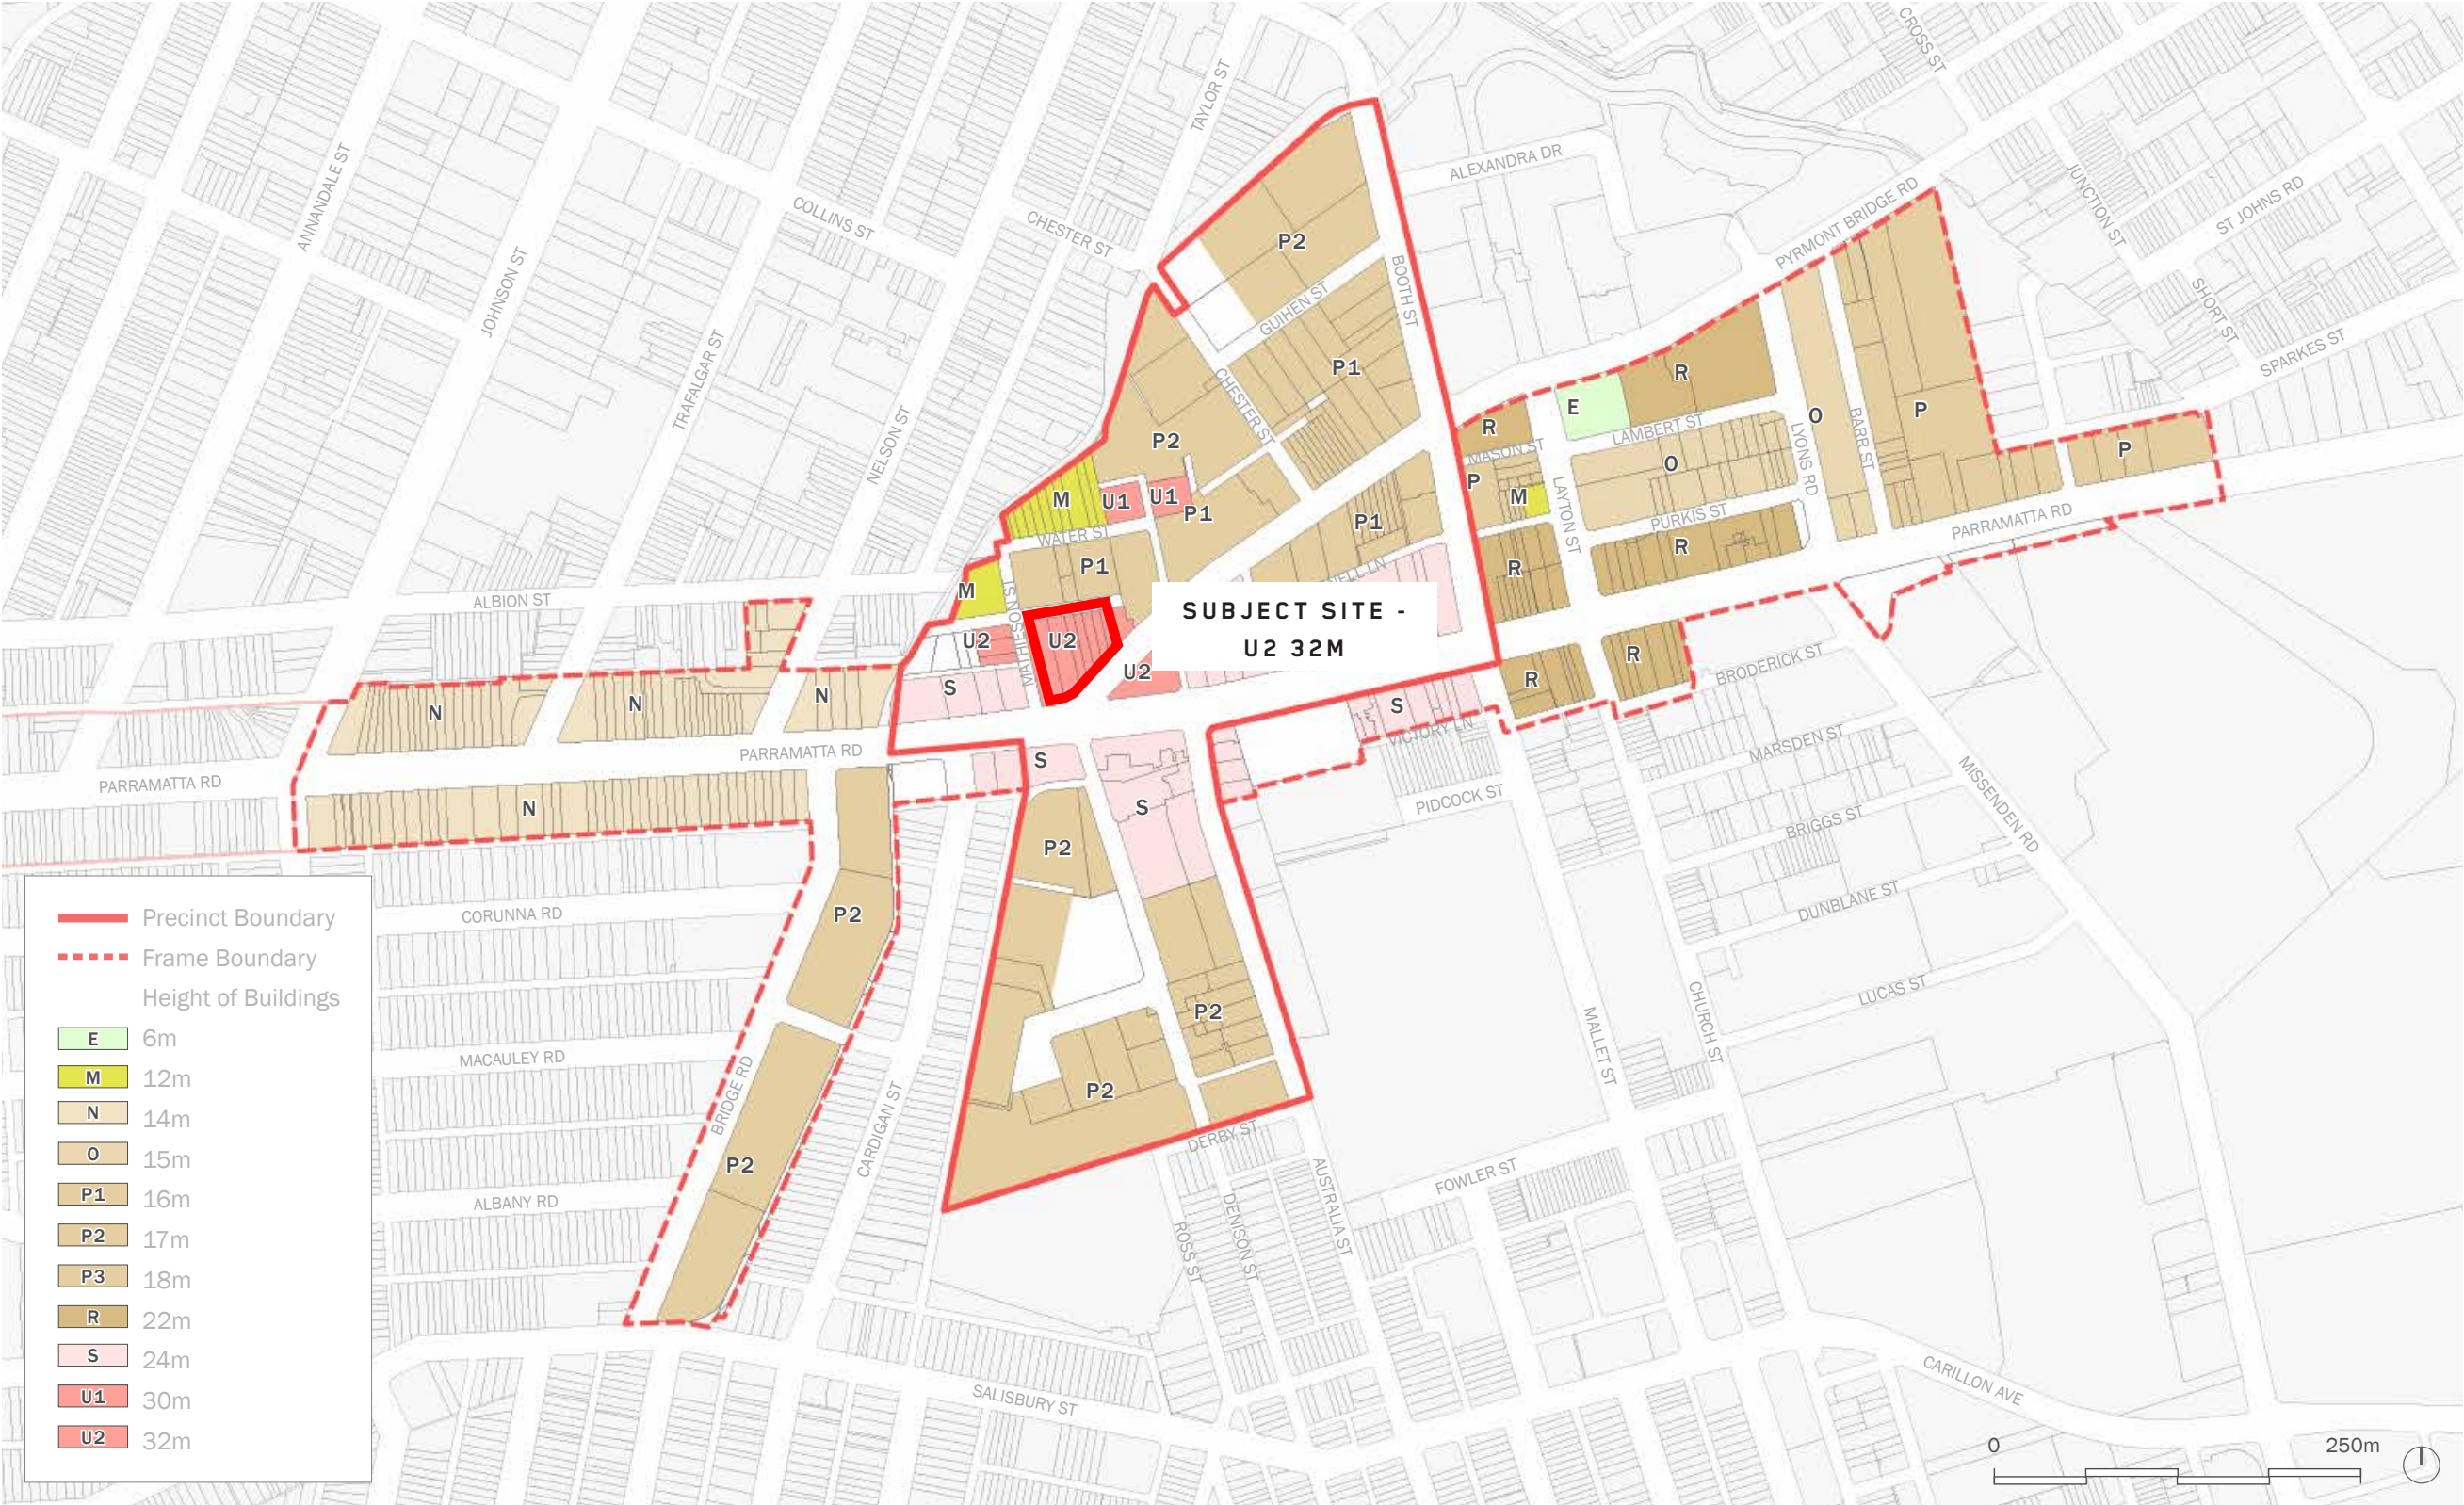 CROSS ST
TAYLOR ST
ANNANDALE ST
ALEXANDRA DR
JUNCTION ST
ST JOHNS RD
COLLINS ST
CHESTER ST
PYRMONT BRIDGE RD
P2
JOHNSON ST
BOOTH ST
GUIHEN ST
SHORT ST
SPARKES ST
TRAFALGAR ST
P1
CHESTER ST
R
E
O
P
BARR ST
LYONS RD
NELSON ST
R
LAMBERT ST
MASON ST
P2
O
P
P
M
LAYTON ST
M
U1
U1
P1
P1
PURKIS ST
PARRAMATTA RD
WATER ST
R
P1
R
ALBION ST
M
SUBJECT SITE -
U2 32M
U2
U2
U2
MATHIESON ST
R
R
BRODERICK ST
S
N
N
N
S
VICTORY LN
MARSDEN ST
PARRAMATTA RD
PARRAMATTA RD
S
MISSENDEN RD
PIDCOCK ST
N
S
BRIGGS ST
P2
DUNBLANE ST
CORUNNA RD
P2
LUCAS ST
P2
MALLET ST
CHURCH ST
MACAULEY RD
BRIDGE RD
P2
CARDIGAN ST
DERBY ST
P2
ALBANY RD
FOWLER ST
AUSTRALIA ST
DENISON ST
ROSS ST
SALISBURY ST
CARILLON AVE
Precinct Boundary
Frame Boundary
Height of Buildings
E 6m
M 12m
N 14m
O 15m
P1 16m
P2 17m
P3 18m
R 22m
S 24m
U1 30m
U2 32m
0 250m